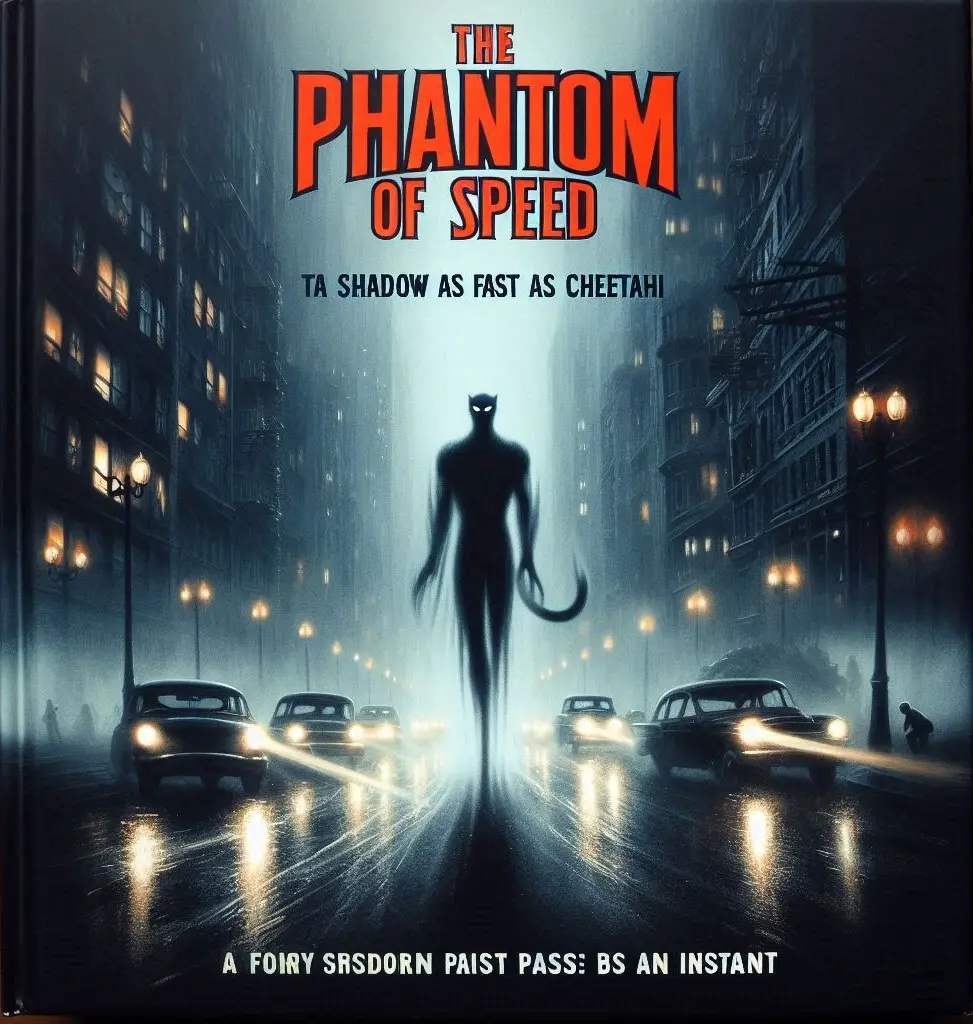 THE
PHANTOM
OF SPEED
TA SHADOW AS FAST AS CHEETAHI
A FOIRY SRSDORN PAIST PASS: BS AN INSTANT